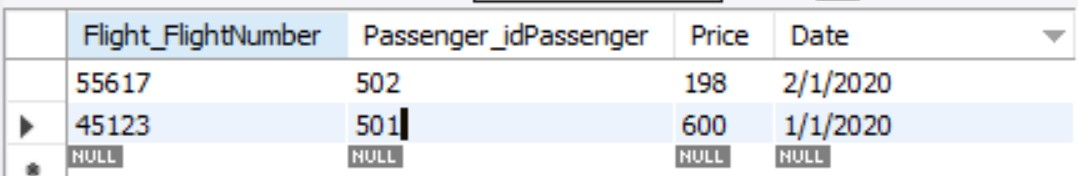 Flight_FlightNumber Passenger_idPassenger Price Date
55617 502 198 2/1/2020
45123 501 600 1/1/2020
NULL NULL NULL NULL